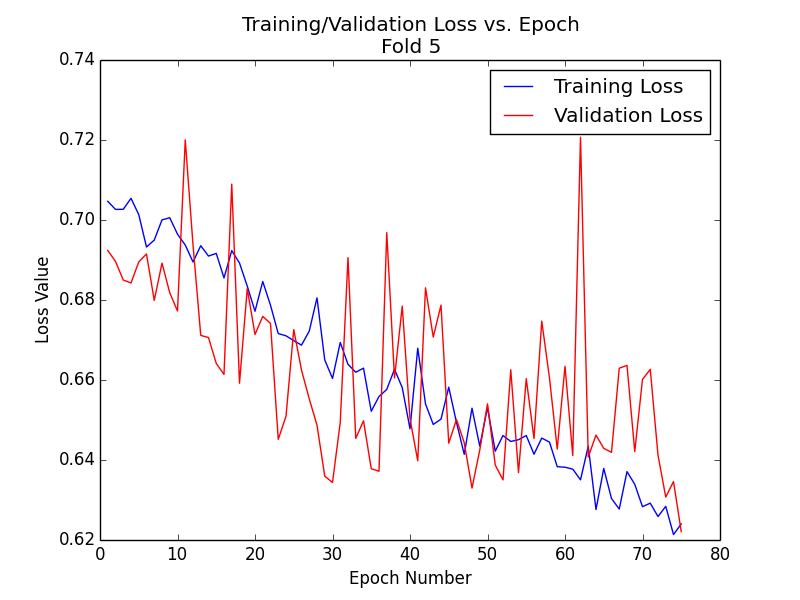 Training/Validation Loss vs. Epoch
Fold 5
Training Loss
Validation Loss
Loss Value
0.74
0.72
0.70
0.68
0.66
0.64
0.62
0 10 20 30 40 50 60 70 80
Epoch Number